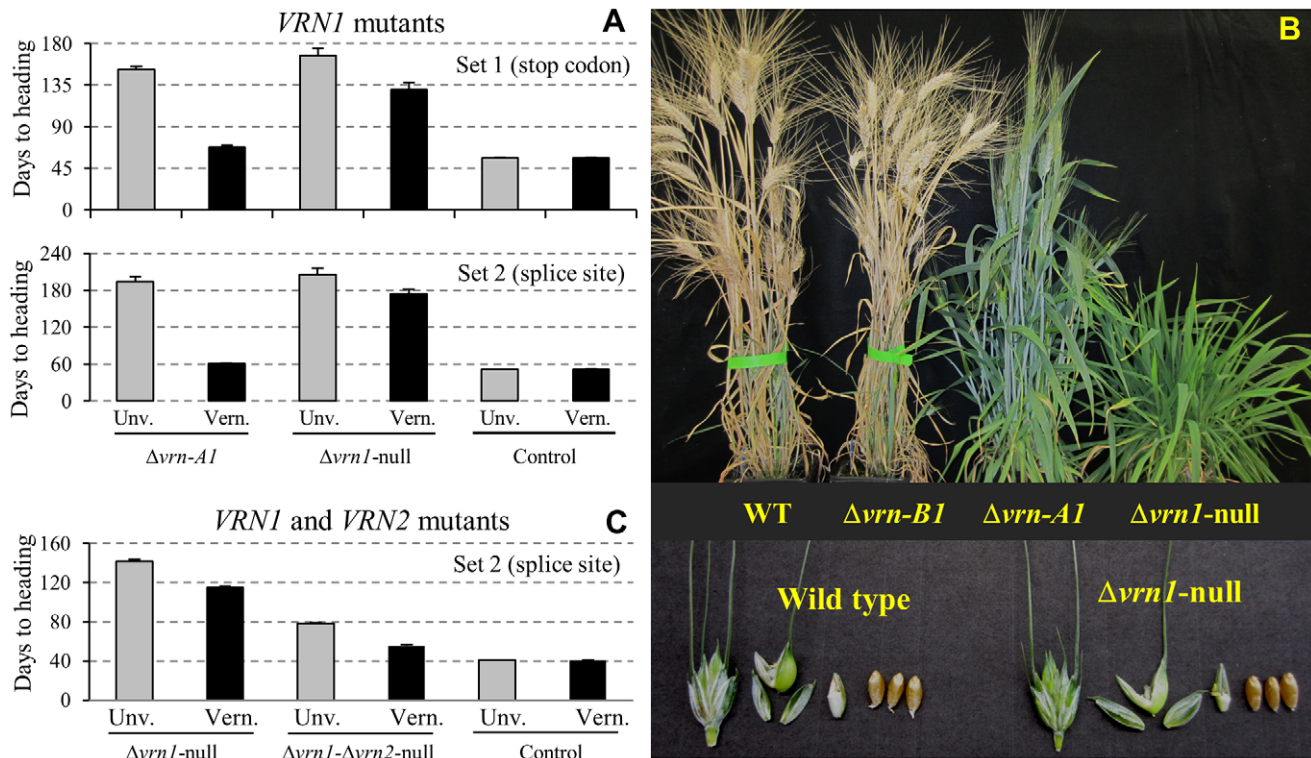 VRN1 mutants
A
Days to heading
180
135
90
45
0
Set 1 (stop codon)
Days to heading
240
180
120
60
0
Set 2 (splice site)
Unv. Vern. Unv. Vern. Unv. Vern.
Δvrn-A1 Δvrn1-null Control
VRN1 and VRN2 mutants
C
Days to heading
160
120
80
40
0
Set 2 (splice site)
Unv. Vern. Unv. Vern. Unv. Vern.
Δvrn1-null Δvrn1-Δvrn2-null Control
B
WT Δvrn-B1 Δvrn-A1 Δvrn1-null
Wild type Δvrn1-null